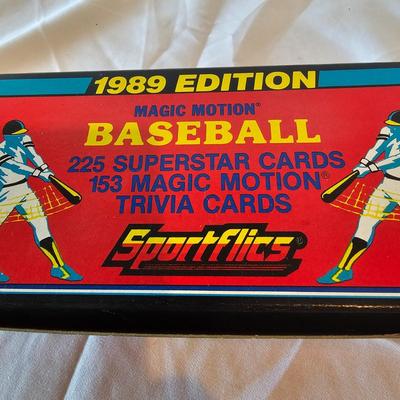 1989 EDITION
MAGIC MOTION®
BASEBALL
225 SUPERSTAR CARDS
153 MAGIC MOTION®
TRIVIA CARDS
Sportflics®